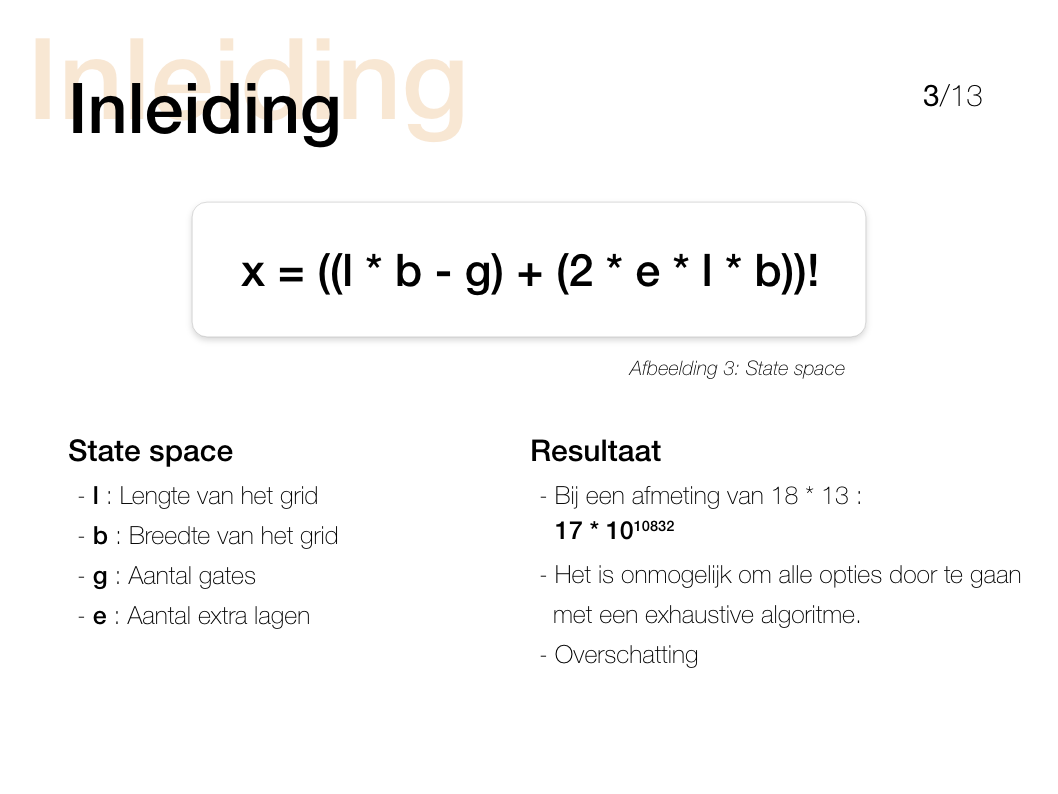 Inleiding
Inleiding
3/13
x = ((l * b - g) + (2 * e * l * b))!
Afbeelding 3: State space
State space
- l : Lengte van het grid
- b : Breedte van het grid
- g : Aantal gates
- e : Aantal extra lagen
Resultaat
- Bij een afmeting van 18 * 13 :
17 * 10¹⁰⁸³²
- Het is onmogelijk om alle opties door te gaan
met een exhaustive algoritme.
- Overschatting